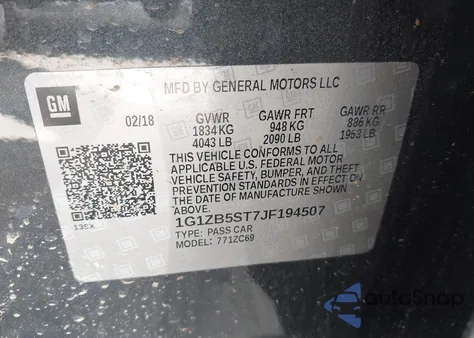 MFD BY GENERAL MOTORS LLC
GM
02/18
GVWR GAWR FRT GAWR RR
1834 KG 948 KG 886 KG
4043 LB 2090 LB 1953 LB
THIS VEHICLE CONFORMS TO ALL
APPLICABLE U.S. FEDERAL MOTOR
VEHICLE SAFETY, BUMPER, AND THEFT
PREVENTION STANDARDS IN EFFECT ON
THE DATE OF MANUFACTURE SHOWN
ABOVE.
1G1ZB5ST7JF194507
TYPE: PASS CAR
MODEL: 771ZC69
139X
autoSnap